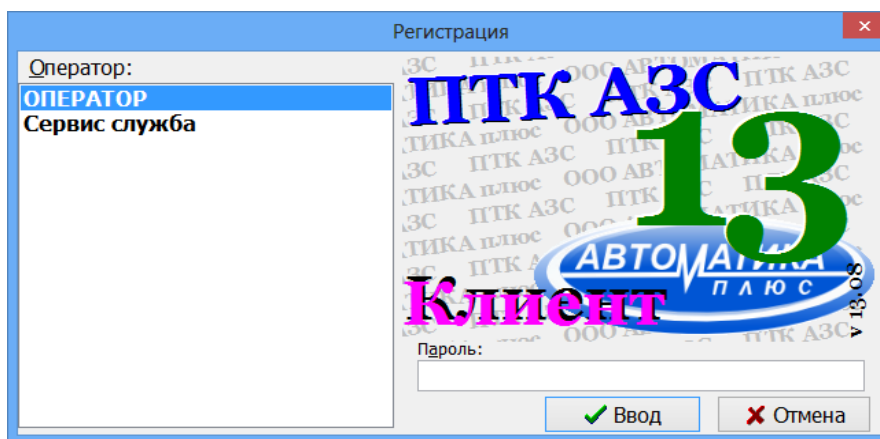 Регистрация
Оператор:
ОПЕРАТОР
Сервис служба
ПТК АЗС
13
АВТОМАТИКА
ПЛЮС
Клиент
v 13.08
Пароль:
Ввод
Отмена